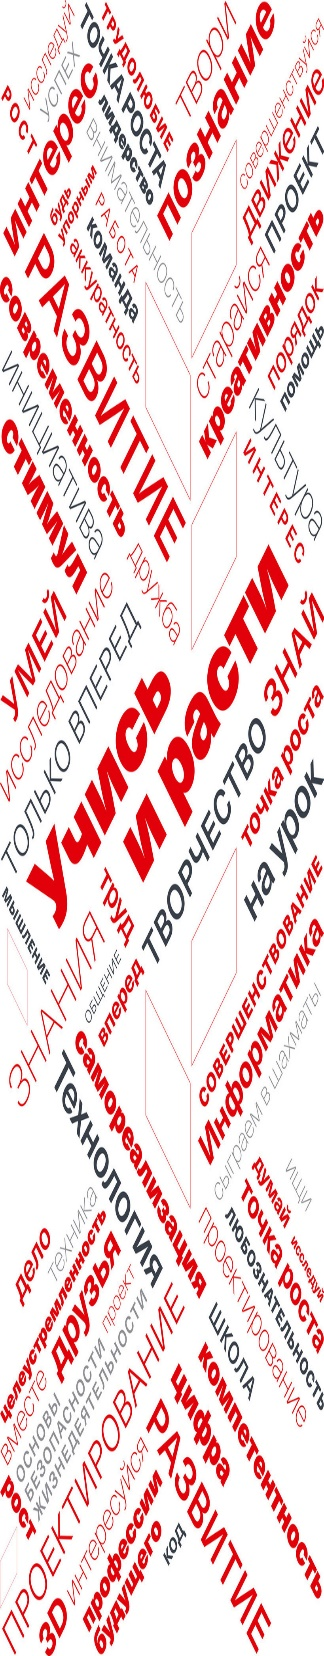 РОСТ
исследуй
УСПЕХ
интерес
ТРУДОЛЮБИЕ
ТОЧКА РОСТА
лидерство
внимательность
твори
познание
совершенствуйся
движение
ПРОЕКТ
старайся
будь
упорным
РАБОТА
команда
аккуратность
РАЗВИТИЕ
современность
инициатива
стимул
креативность
порядок
помощь
культура
ИНТЕРЕС
дружба
УМЕЙ
исследование
ТОЛЬКО ВПЕРЕД
Учись
и расти
ЗНАЙ
ТВОРЧЕСТВО
точка роста
на урок
мышление
ЗНАНИЯ
труд
общение
вперед
самореализация
Технология
СОВЕРШЕНСТВОВАНИЕ
Информатика
сыграем в шахматы
ищи
думай
исследуй
точка роста
ЛЮБОЗНАТЕЛЬНОСТЬ
проектирование
дело
техника
целеустремленность
друзья
вместе
проект
ОСНОВЫ
БЕЗОПАСНОСТИ
ЖИЗНЕДЕЯТЕЛЬНОСТИ
рост
ПРОЕКТИРОВАНИЕ
ШКОЛА
компетентность
цифра
РАЗВИТИЕ
3D интересуйся
профессии
будущего
код